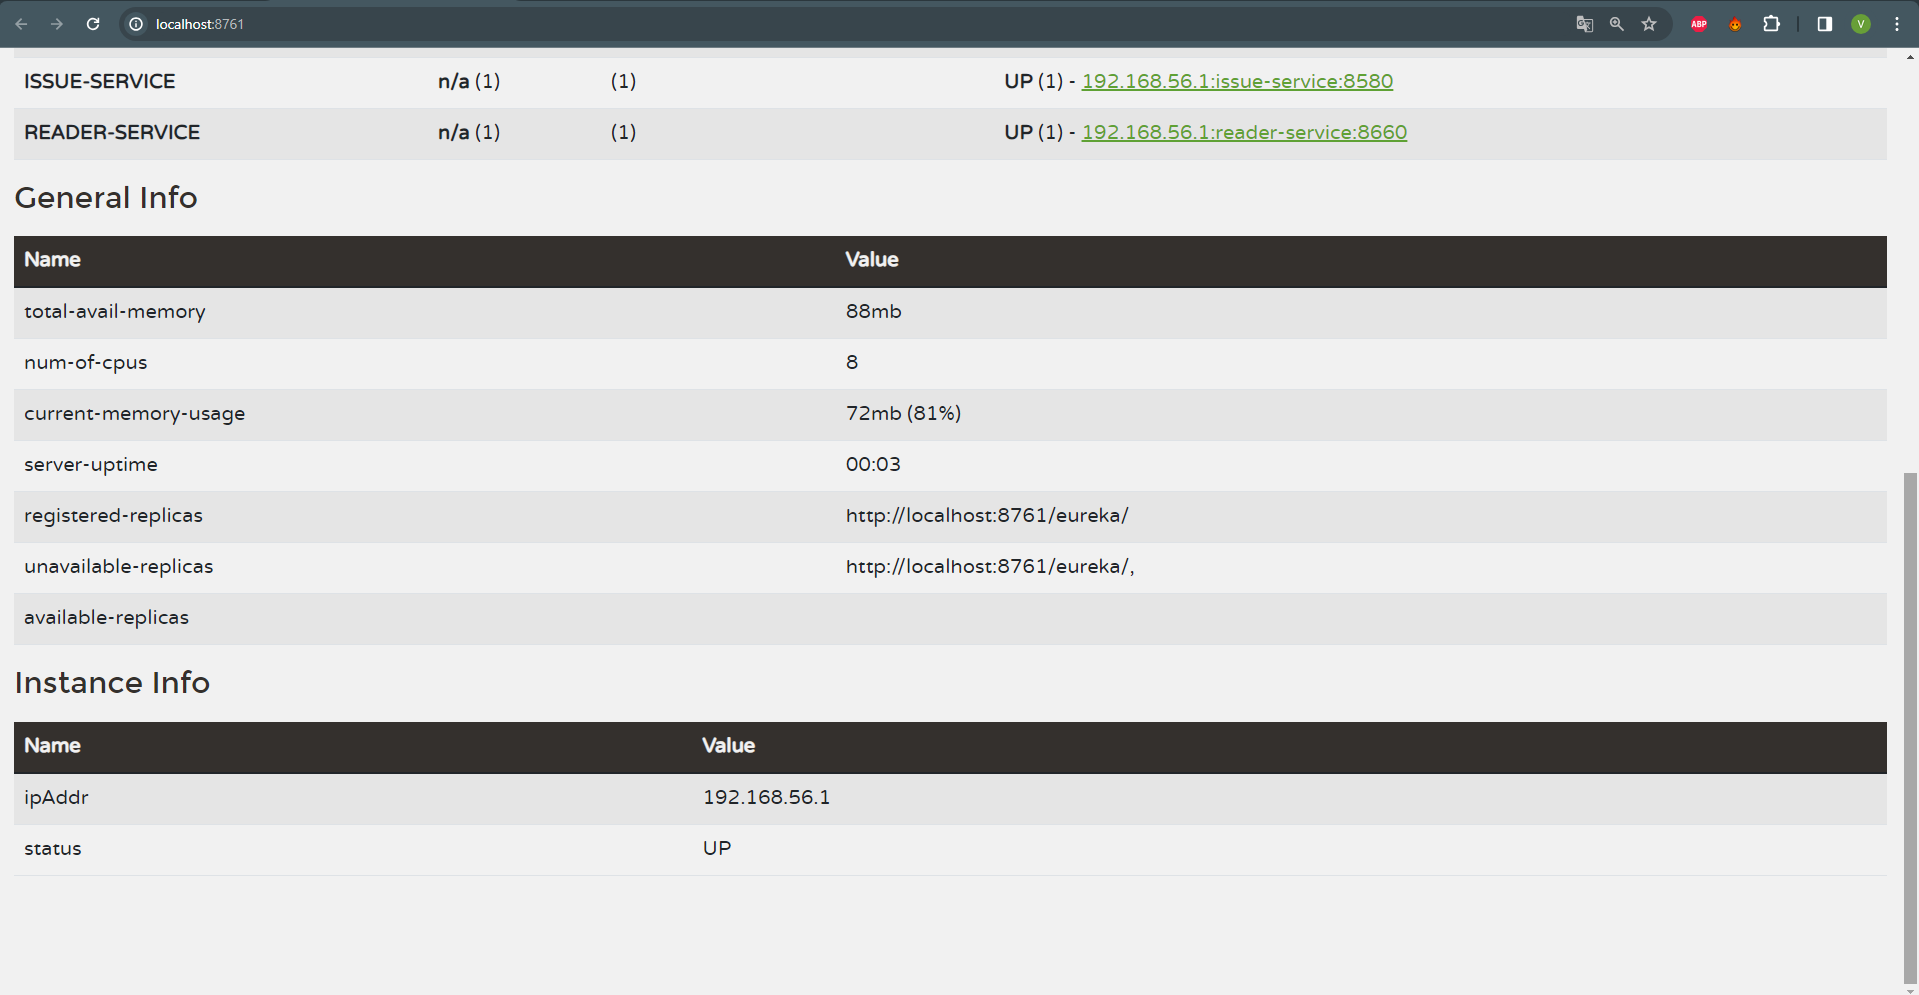 localhost:8761
ABP
V
ISSUE-SERVICE n/a (1) (1) UP (1) - 192.168.56.1:issue-service:8580
READER-SERVICE n/a (1) (1) UP (1) - 192.168.56.1:reader-service:8660
General Info
Name Value
total-avail-memory 88mb
num-of-cpus 8
current-memory-usage 72mb (81%)
server-uptime 00:03
registered-replicas http://localhost:8761/eureka/
unavailable-replicas http://localhost:8761/eureka/,
available-replicas
Instance Info
Name Value
ipAddr 192.168.56.1
status UP